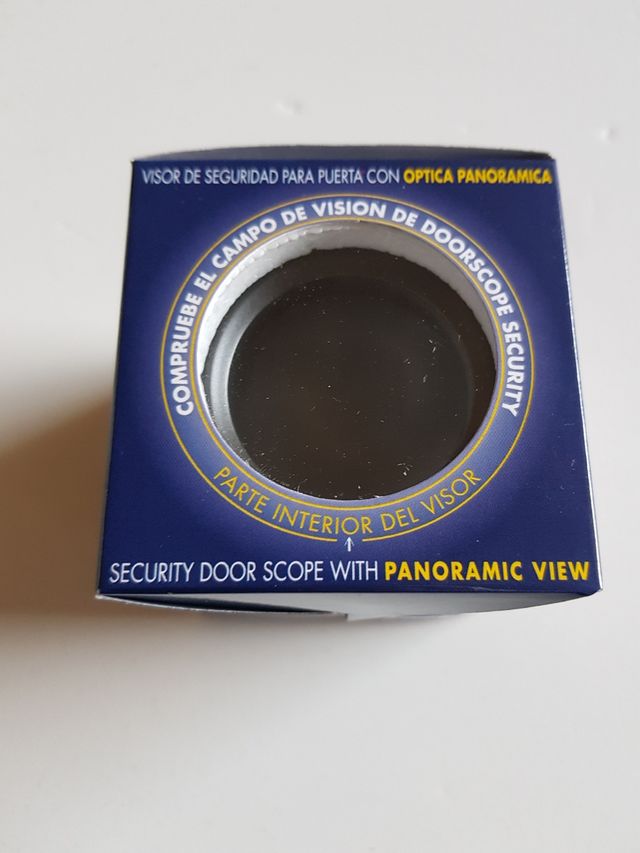 VISOR DE SEGURIDAD PARA PUERTA CON OPTICA PANORAMICA
COMPRUEBE EL CAMPO DE VISION DE DOORSCOPE SECURITY
PARTE INTERIOR DEL VISOR
SECURITY DOOR SCOPE WITH PANORAMIC VIEW